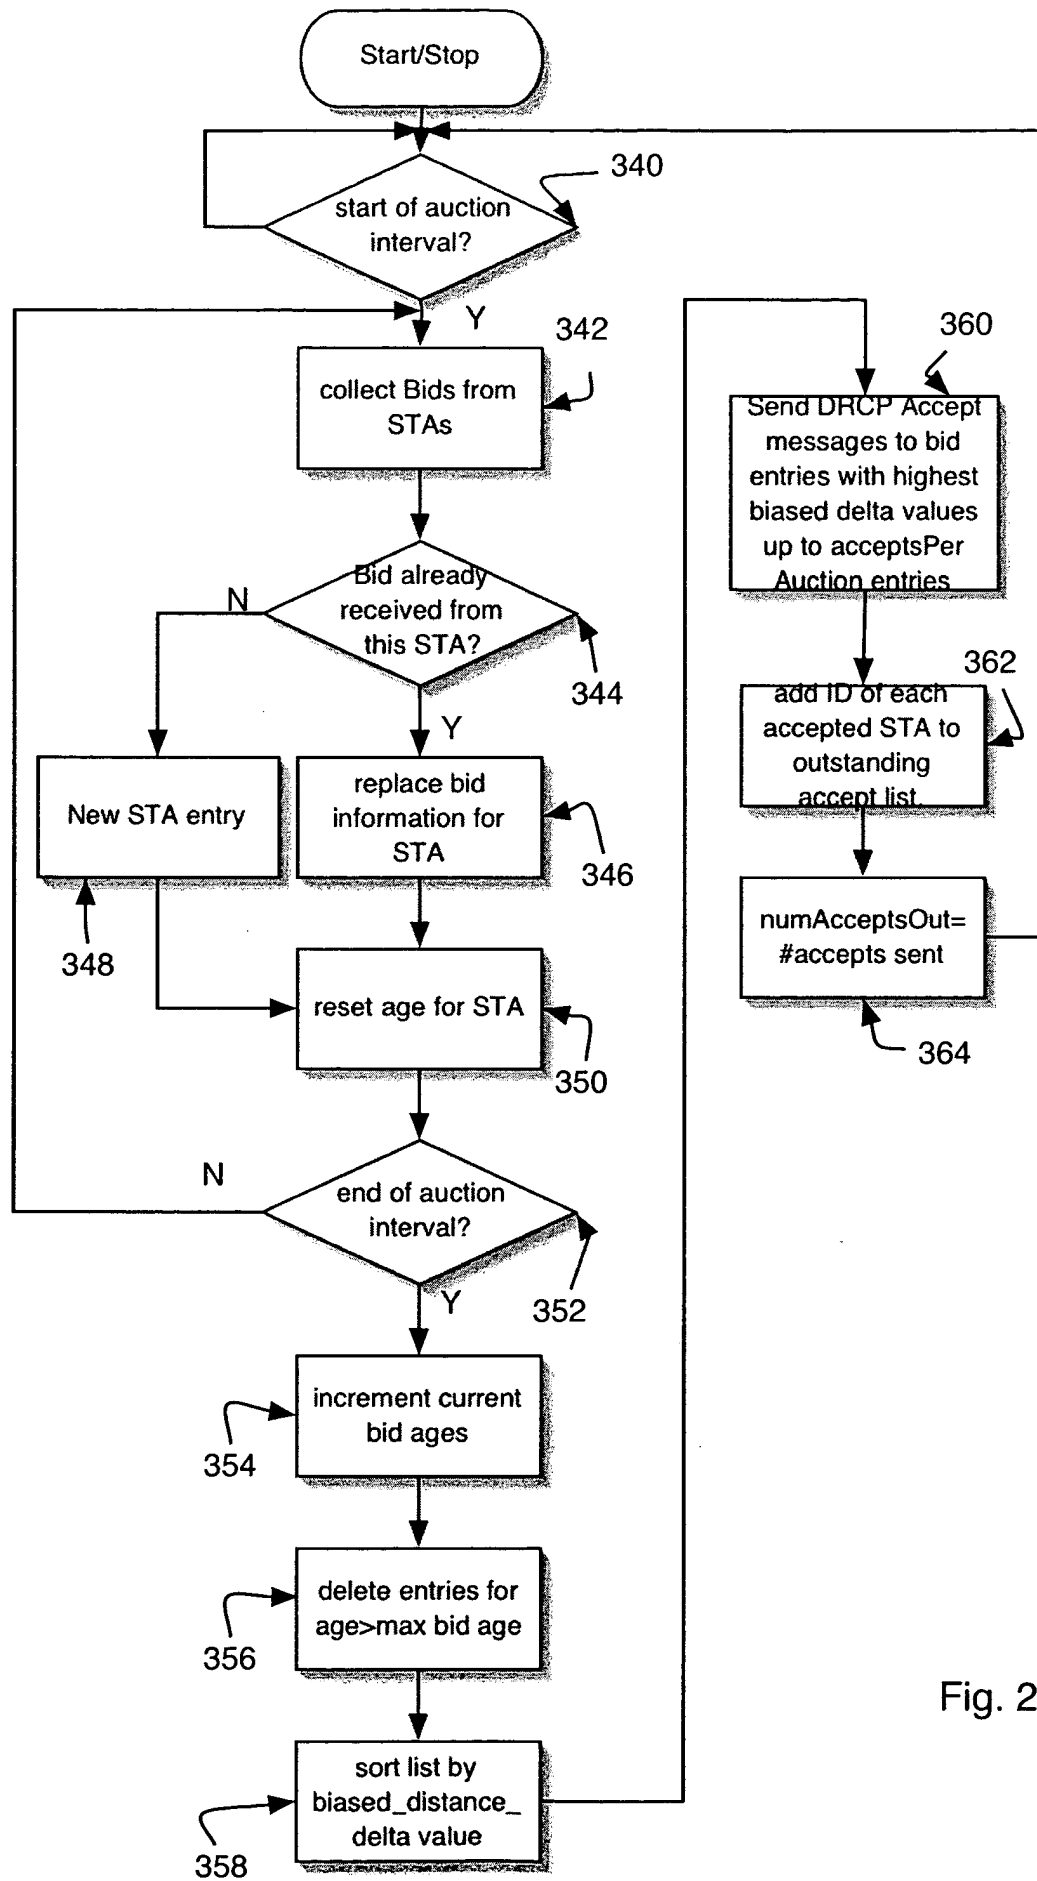 Start/Stop
340
start of auction
interval?
Y
342
collect Bids from
STAs
Bid already
received from
this STA?
N
344
Y
New STA entry
348
replace bid
information for
STA
346
reset age for STA
350
end of auction
interval?
N
352
Y
increment current
bid ages
354
delete entries for
age>max bid age
356
sort list by
biased_distance_
delta value
358
360
Send DRCP Accept
messages to bid
entries with highest
biased delta values
up to acceptsPer
Auction entries
362
add ID of each
accepted STA to
outstanding
accept list.
numAcceptsOut=
#accepts sent
364
Fig. 2